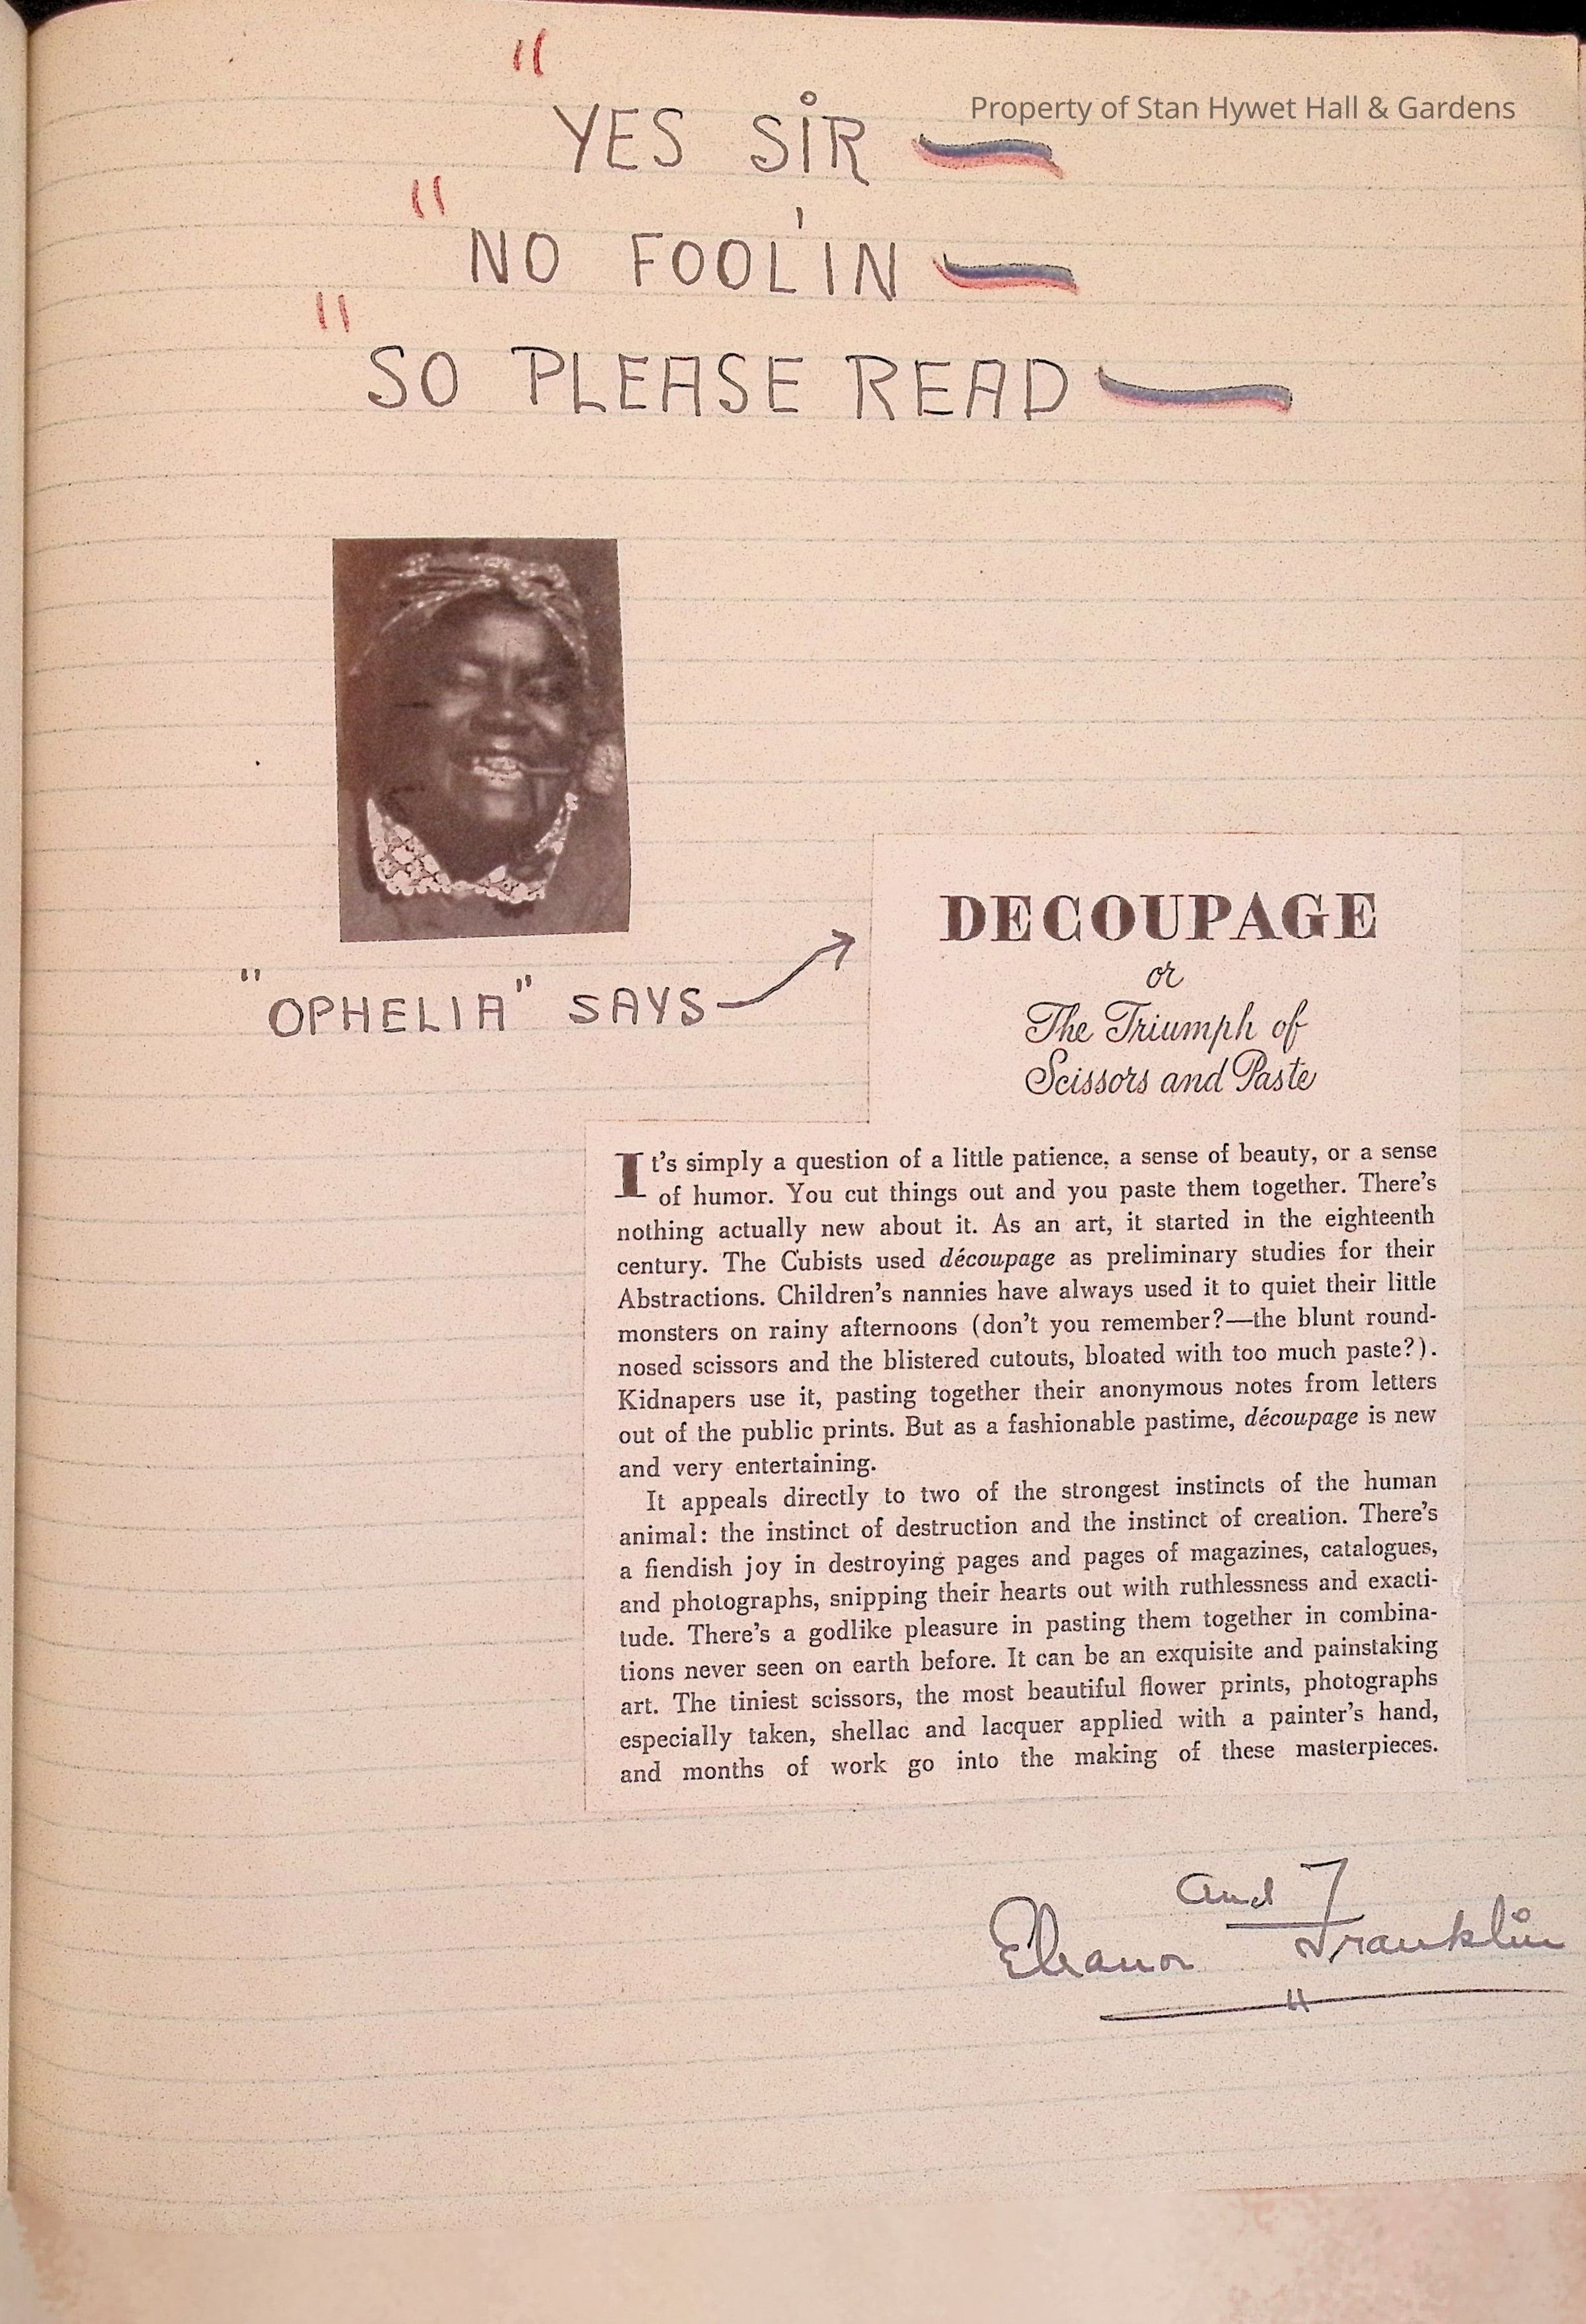 Property of Stan Hywet Hall & Gardens
"YES SIR
"NO FOOL'IN
"SO PLEASE READ
"OPHELIA" SAYS
DECOUPAGE
or
The Triumph of
Scissors and Paste
It's simply a question of a little patience, a sense of beauty, or a sense
of humor. You cut things out and you paste them together. There's
nothing actually new about it. As an art, it started in the eighteenth
century. The Cubists used découpage as preliminary studies for their
Abstractions. Children's nannies have always used it to quiet their little
monsters on rainy afternoons (don't you remember?—the blunt round-
nosed scissors and the blistered cutouts, bloated with too much paste?).
Kidnapers use it, pasting together their anonymous notes from letters
out of the public prints. But as a fashionable pastime, découpage is new
and very entertaining.
It appeals directly to two of the strongest instincts of the human
animal: the instinct of destruction and the instinct of creation. There's
a fiendish joy in destroying pages and pages of magazines, catalogues,
and photographs, snipping their hearts out with ruthlessness and exacti-
tude. There's a godlike pleasure in pasting them together in combina-
tions never seen on earth before. It can be an exquisite and painstaking
art. The tiniest scissors, the most beautiful flower prints, photographs
especially taken, shellac and lacquer applied with a painter's hand,
and months of work go into the making of these masterpieces.
and
Eleanor Franklin